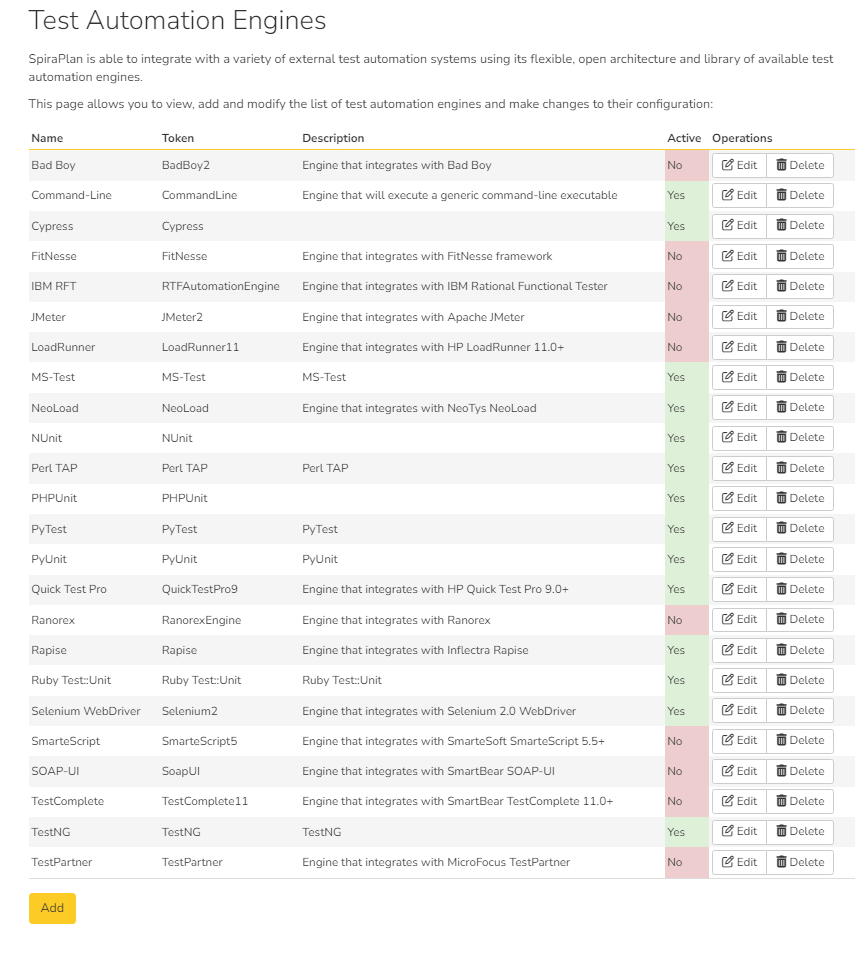 Test Automation Engines
SpiraPlan is able to integrate with a variety of external test automation systems using its flexible, open architecture and library of available test
automation engines.
This page allows you to view, add and modify the list of test automation engines and make changes to their configuration:
Name Token Description Active Operations
Bad Boy BadBoy2 Engine that integrates with Bad Boy No Edit Delete
Command-Line CommandLine Engine that will execute a generic command-line executable Yes Edit Delete
Cypress Cypress Yes Edit Delete
FitNesse FitNesse Engine that integrates with FitNesse framework No Edit Delete
IBM RFT RTFAutomationEngine Engine that integrates with IBM Rational Functional Tester No Edit Delete
JMeter JMeter2 Engine that integrates with Apache JMeter No Edit Delete
LoadRunner LoadRunner11 Engine that integrates with HP LoadRunner 11.0+ No Edit Delete
MS-Test MS-Test MS-Test Yes Edit Delete
NeoLoad NeoLoad Engine that integrates with NeoTys NeoLoad Yes Edit Delete
NUnit NUnit Yes Edit Delete
Perl TAP Perl TAP Perl TAP Yes Edit Delete
PHPUnit PHPUnit Yes Edit Delete
PyTest PyTest PyTest Yes Edit Delete
PyUnit PyUnit PyUnit Yes Edit Delete
Quick Test Pro QuickTestPro9 Engine that integrates with HP Quick Test Pro 9.0+ Yes Edit Delete
Ranorex RanorexEngine Engine that integrates with Ranorex No Edit Delete
Rapise Rapise Engine that integrates with Inflectra Rapise Yes Edit Delete
Ruby Test::Unit Ruby Test::Unit Ruby Test::Unit Yes Edit Delete
Selenium WebDriver Selenium2 Engine that integrates with Selenium 2.0 WebDriver Yes Edit Delete
SmarteScript SmarteScript5 Engine that integrates with SmarteSoft SmarteScript 5.5+ No Edit Delete
SOAP-UI SoapUI Engine that integrates with SmartBear SOAP-UI No Edit Delete
TestComplete TestComplete11 Engine that integrates with SmartBear TestComplete 11.0+ No Edit Delete
TestNG TestNG TestNG Yes Edit Delete
TestPartner TestPartner Engine that integrates with MicroFocus TestPartner No Edit Delete
Add